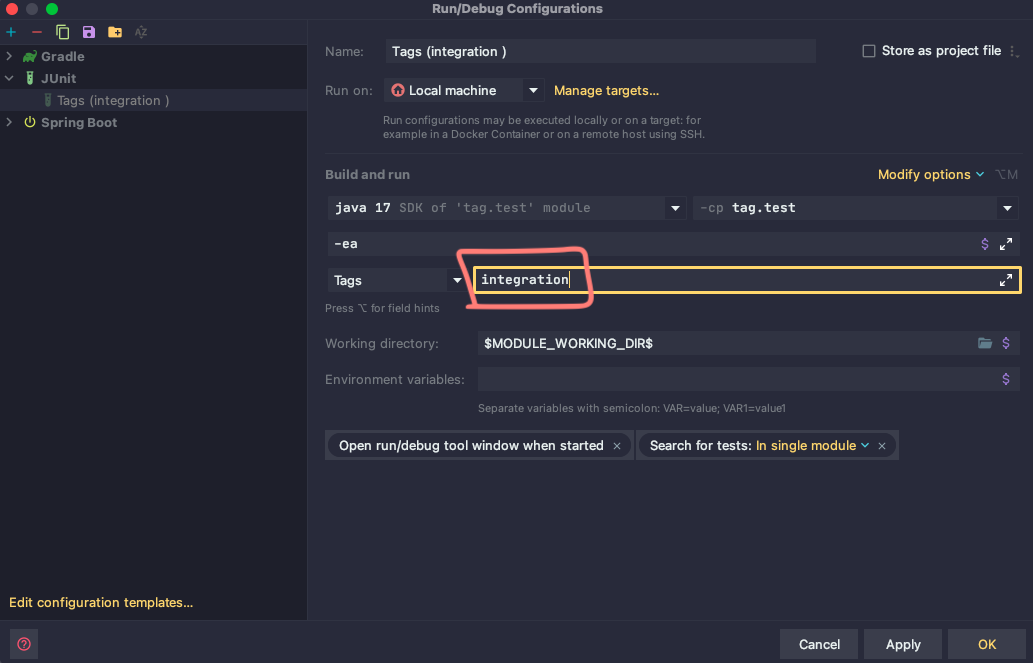 Run/Debug Configurations
Gradle
JUnit
Tags (integration )
Spring Boot
Edit configuration templates...
Name: Tags (integration ) Store as project file
Run on: Local machine Manage targets...
Run configurations may be executed locally or on a target: for
example in a Docker Container or on a remote host using SSH.
Build and run Modify options ⌥M
java 17 SDK of 'tag.test' module -cp tag.test
-ea $
Tags integration
Press ⌥ for field hints
Working directory: $MODULE_WORKING_DIR$ $
Environment variables: $
Separate variables with semicolon: VAR=value; VAR1=value1
Open run/debug tool window when started × Search for tests: In single module ×
? Cancel Apply OK